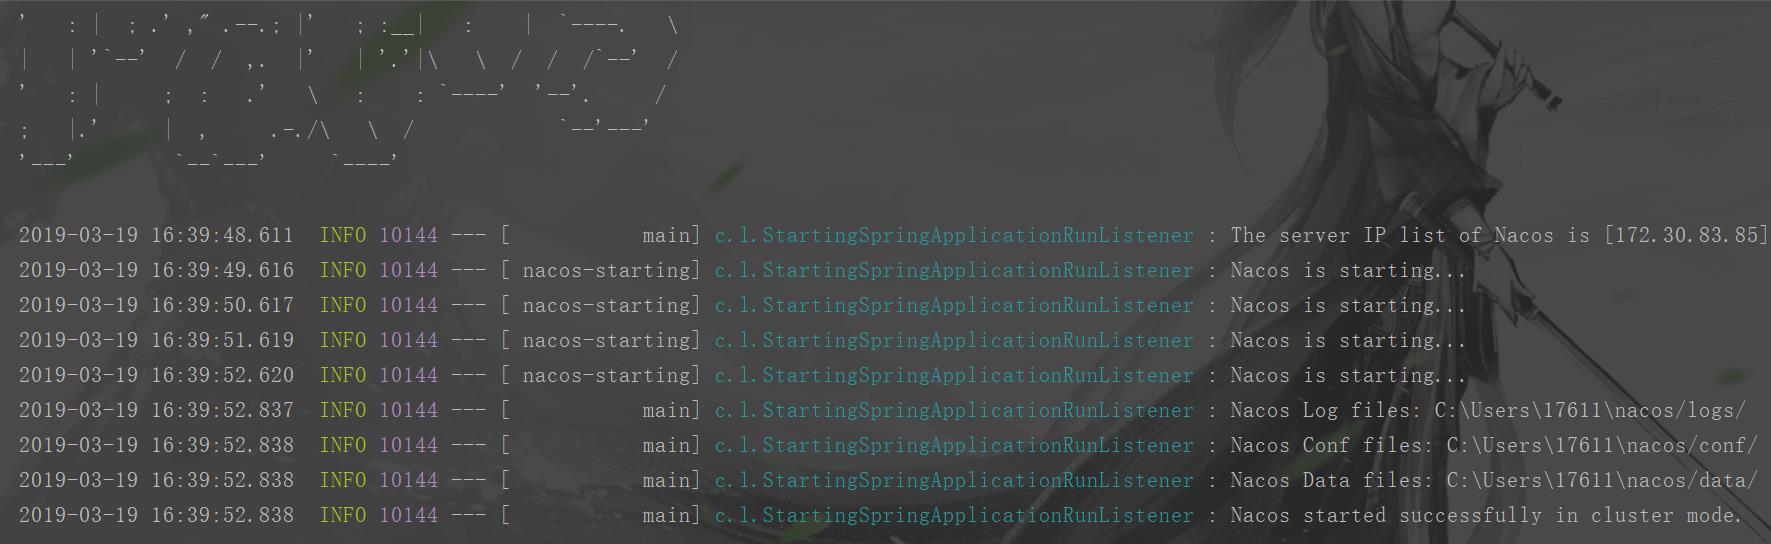 '   : |  ; .' ," .--.; |'   ; :__|   :    |  `----.   \
|   | '`--'  /  /  ,.  |'   | '.'|\   \  /  /  /`--'  /
'   : |     ;  :   .'   \   :    : `----'  '--'.     /
;   |.'     |  ,     .-./\   \  /            `--'---'
'---'        `--`---'     `----'
2019-03-19 16:39:48.611  INFO 10144 --- [           main] c.l.StartingSpringApplicationRunListener : The server IP list of Nacos is [172.30.83.85]
2019-03-19 16:39:49.616  INFO 10144 --- [ nacos-starting] c.l.StartingSpringApplicationRunListener : Nacos is starting...
2019-03-19 16:39:50.617  INFO 10144 --- [ nacos-starting] c.l.StartingSpringApplicationRunListener : Nacos is starting...
2019-03-19 16:39:51.619  INFO 10144 --- [ nacos-starting] c.l.StartingSpringApplicationRunListener : Nacos is starting...
2019-03-19 16:39:52.620  INFO 10144 --- [ nacos-starting] c.l.StartingSpringApplicationRunListener : Nacos is starting...
2019-03-19 16:39:52.837  INFO 10144 --- [           main] c.l.StartingSpringApplicationRunListener : Nacos Log files: C:\Users\17611\nacos/logs/
2019-03-19 16:39:52.838  INFO 10144 --- [           main] c.l.StartingSpringApplicationRunListener : Nacos Conf files: C:\Users\17611\nacos/conf/
2019-03-19 16:39:52.838  INFO 10144 --- [           main] c.l.StartingSpringApplicationRunListener : Nacos Data files: C:\Users\17611\nacos/data/
2019-03-19 16:39:52.838  INFO 10144 --- [           main] c.l.StartingSpringApplicationRunListener : Nacos started successfully in cluster mode.